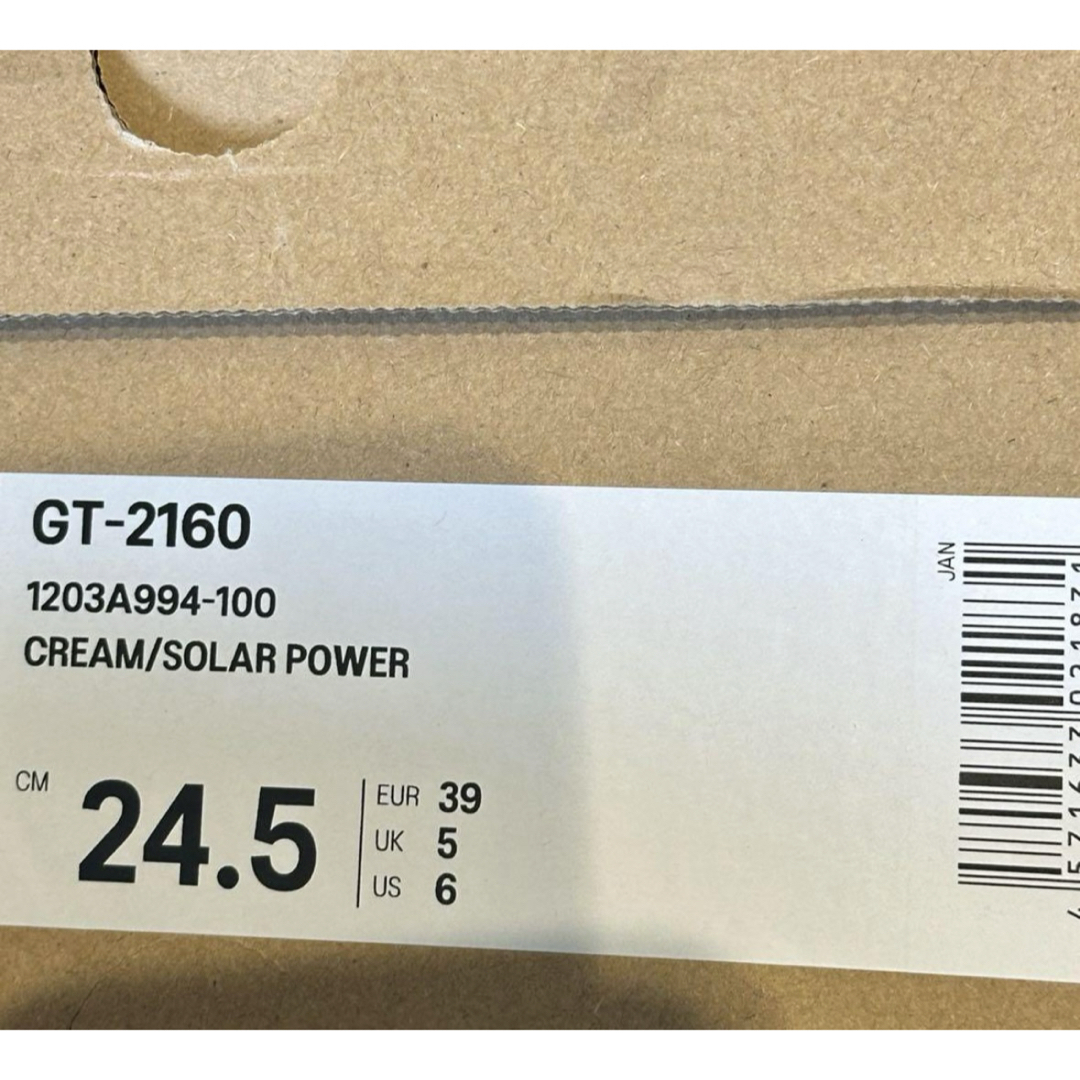 GT-2160
1203A994-100
CREAM/SOLAR POWER
CM 24.5
EUR 39
UK 5
US 6
JAN